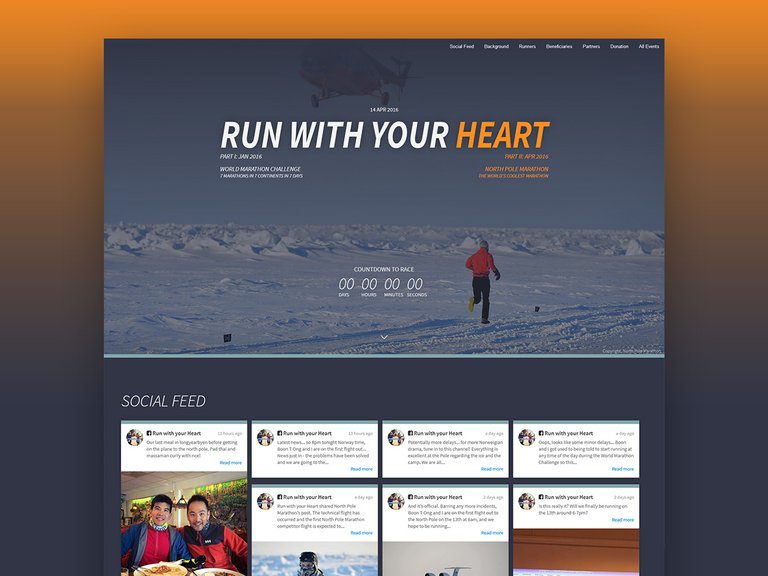 Social Feed Background Runners Beneficiaries Partners Donation All Events
14 APR 2016
RUN WITH YOUR HEART
PART I: JAN 2016
PART II: APR 2016
WORLD MARATHON CHALLENGE
7 MARATHONS IN 7 CONTINENTS IN 7 DAYS
NORTH POLE MARATHON
THE WORLD'S COOLEST MARATHON
COUNTDOWN TO RACE
00 00 00 00
DAYS HOURS MINUTES SECONDS
Copyright, North Pole Marathon
SOCIAL FEED
Run with your Heart 12 hours ago
Our last meal in longyearbyen before getting
on the plane to the north pole. Pad thai and
massaman curry with rice!
Read more
Run with your Heart 13 hours ago
Latest news... so 8pm tonight Norway time,
Boon T Ong and I are on the first flight out...
News just in - the problems have been solved
and we are going to the...
Read more
Run with your Heart a day ago
Potentially more delays... for more Norwegian
drama, tune in to this channel! Everything is
excellent at the Pole regarding the ice and the
camp. We are all...
Read more
Run with your Heart a day ago
Oops, looks like some minor delays... Boon
and I got used to being told to start running at
any time of the day during the World Marathon
Challenge so this...
Read more
Run with your Heart a day ago
Run with your Heart shared North Pole
Marathon's post. The technical flight has
occurred and the first North Pole Marathon
competitor flight is expected to...
Read more
Run with your Heart 2 days ago
And it's official. Barring any more incidents,
Boon T Ong and I are on the first flight out to
the North Pole on the 13th at 9am, and we
hope to be running...
Read more
Run with your Heart 2 days ago
Is this really it? Will we finally be running on
the 13th around 6-7pm?
Read more